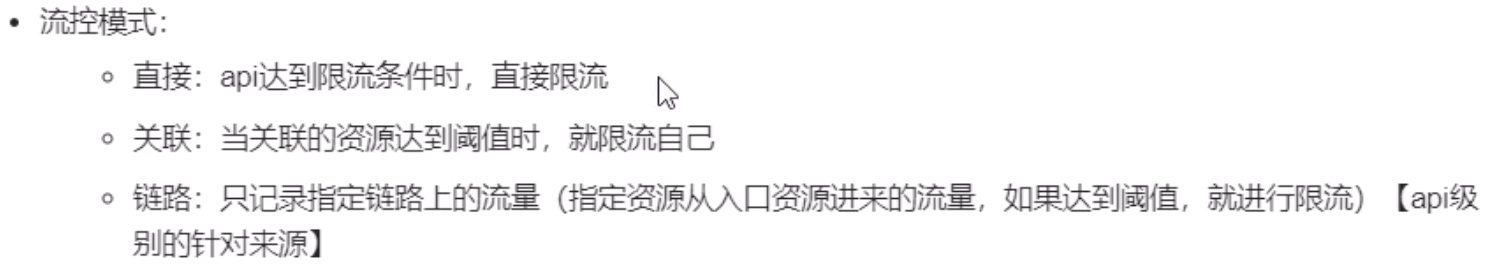 • 流控模式：
◦ 直接：api达到限流条件时，直接限流
◦ 关联：当关联的资源达到阈值时，就限流自己
◦ 链路：只记录指定链路上的流量（指定资源从入口资源进来的流量，如果达到阈值，就进行限流）【api级
别的针对来源】